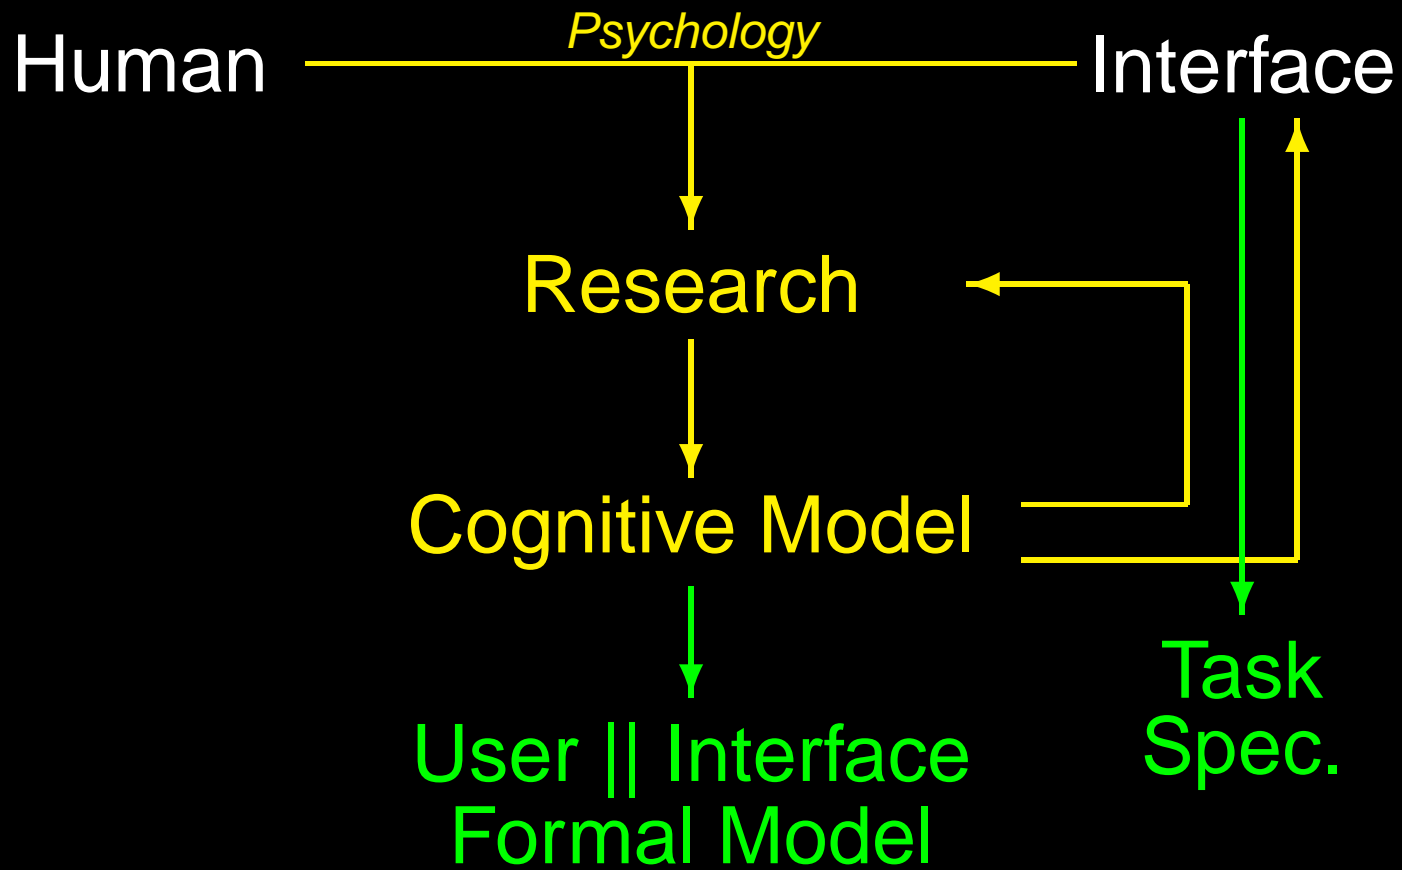 Psychology
Human
Interface
Research
Cognitive Model
Task
Spec.
User || Interface
Formal Model